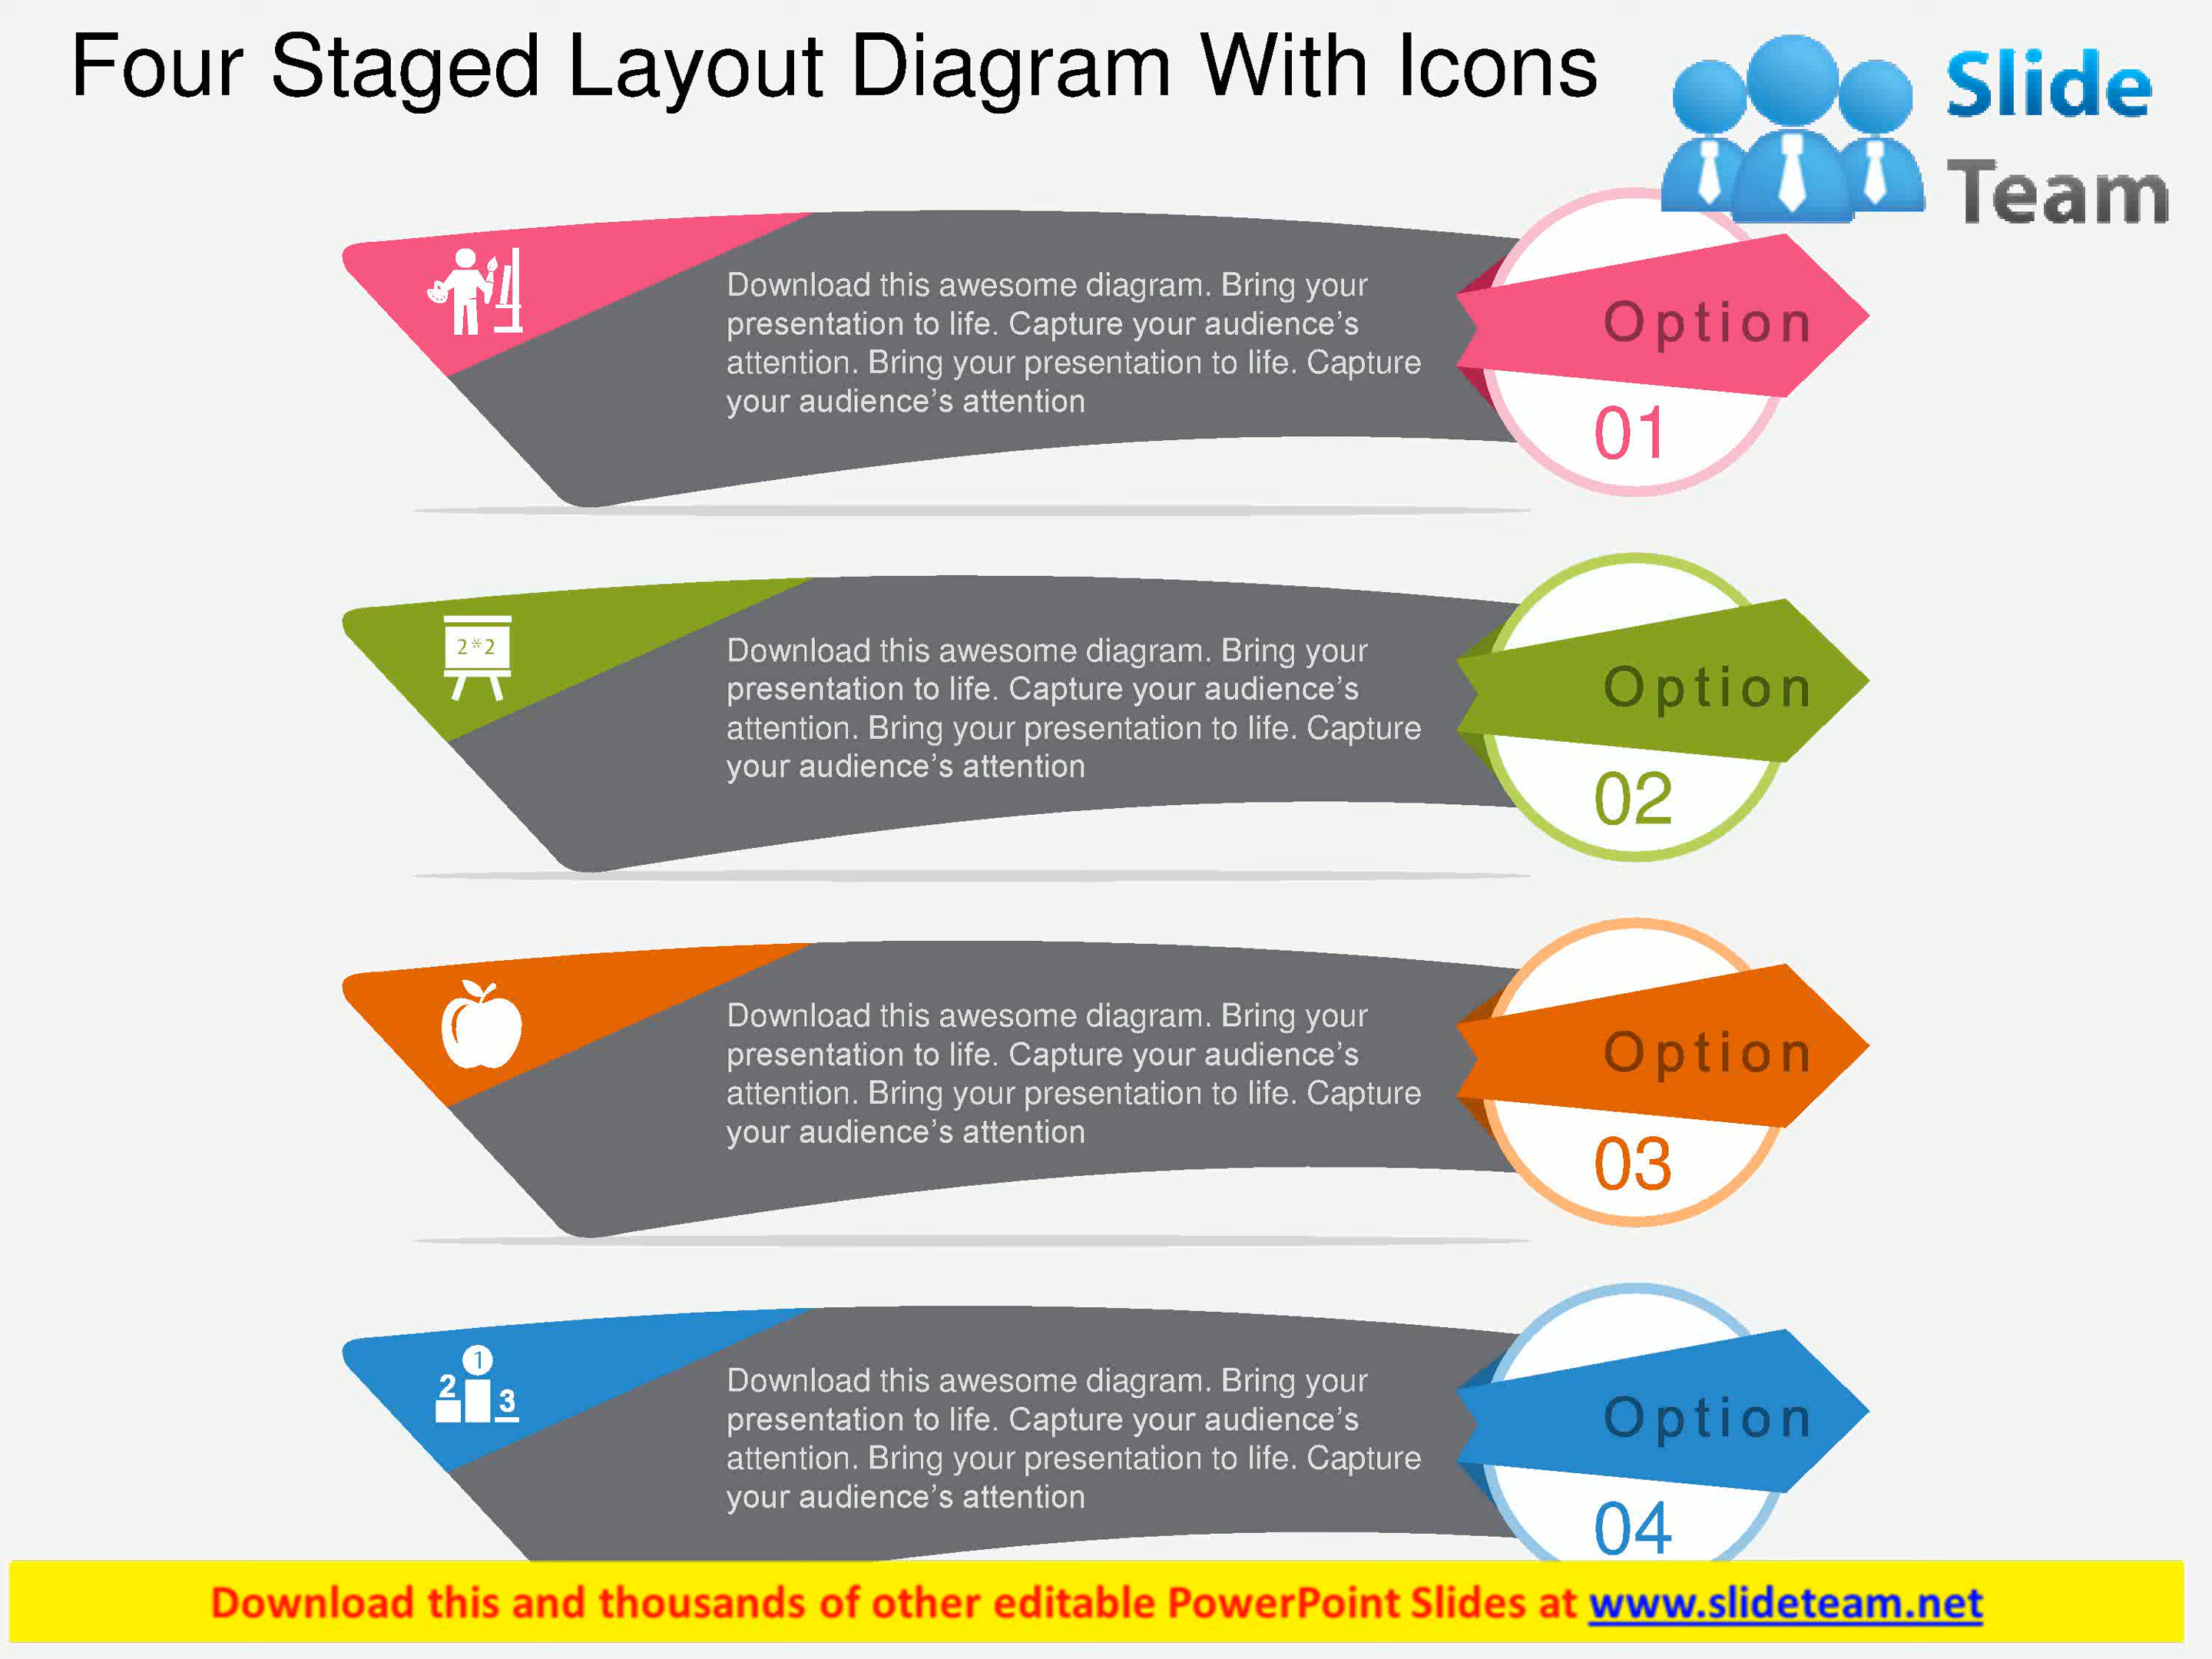 Four Staged Layout Diagram With Icons
Slide
Team
Download this awesome diagram. Bring your
presentation to life. Capture your audience’s
attention. Bring your presentation to life. Capture
your audience’s attention
Option
01
2*2
Download this awesome diagram. Bring your
presentation to life. Capture your audience’s
attention. Bring your presentation to life. Capture
your audience’s attention
Option
02
Download this awesome diagram. Bring your
presentation to life. Capture your audience’s
attention. Bring your presentation to life. Capture
your audience’s attention
Option
03
1
2
3
Download this awesome diagram. Bring your
presentation to life. Capture your audience’s
attention. Bring your presentation to life. Capture
your audience’s attention
Option
04
Download this and thousands of other editable PowerPoint Slides at www.slideteam.net